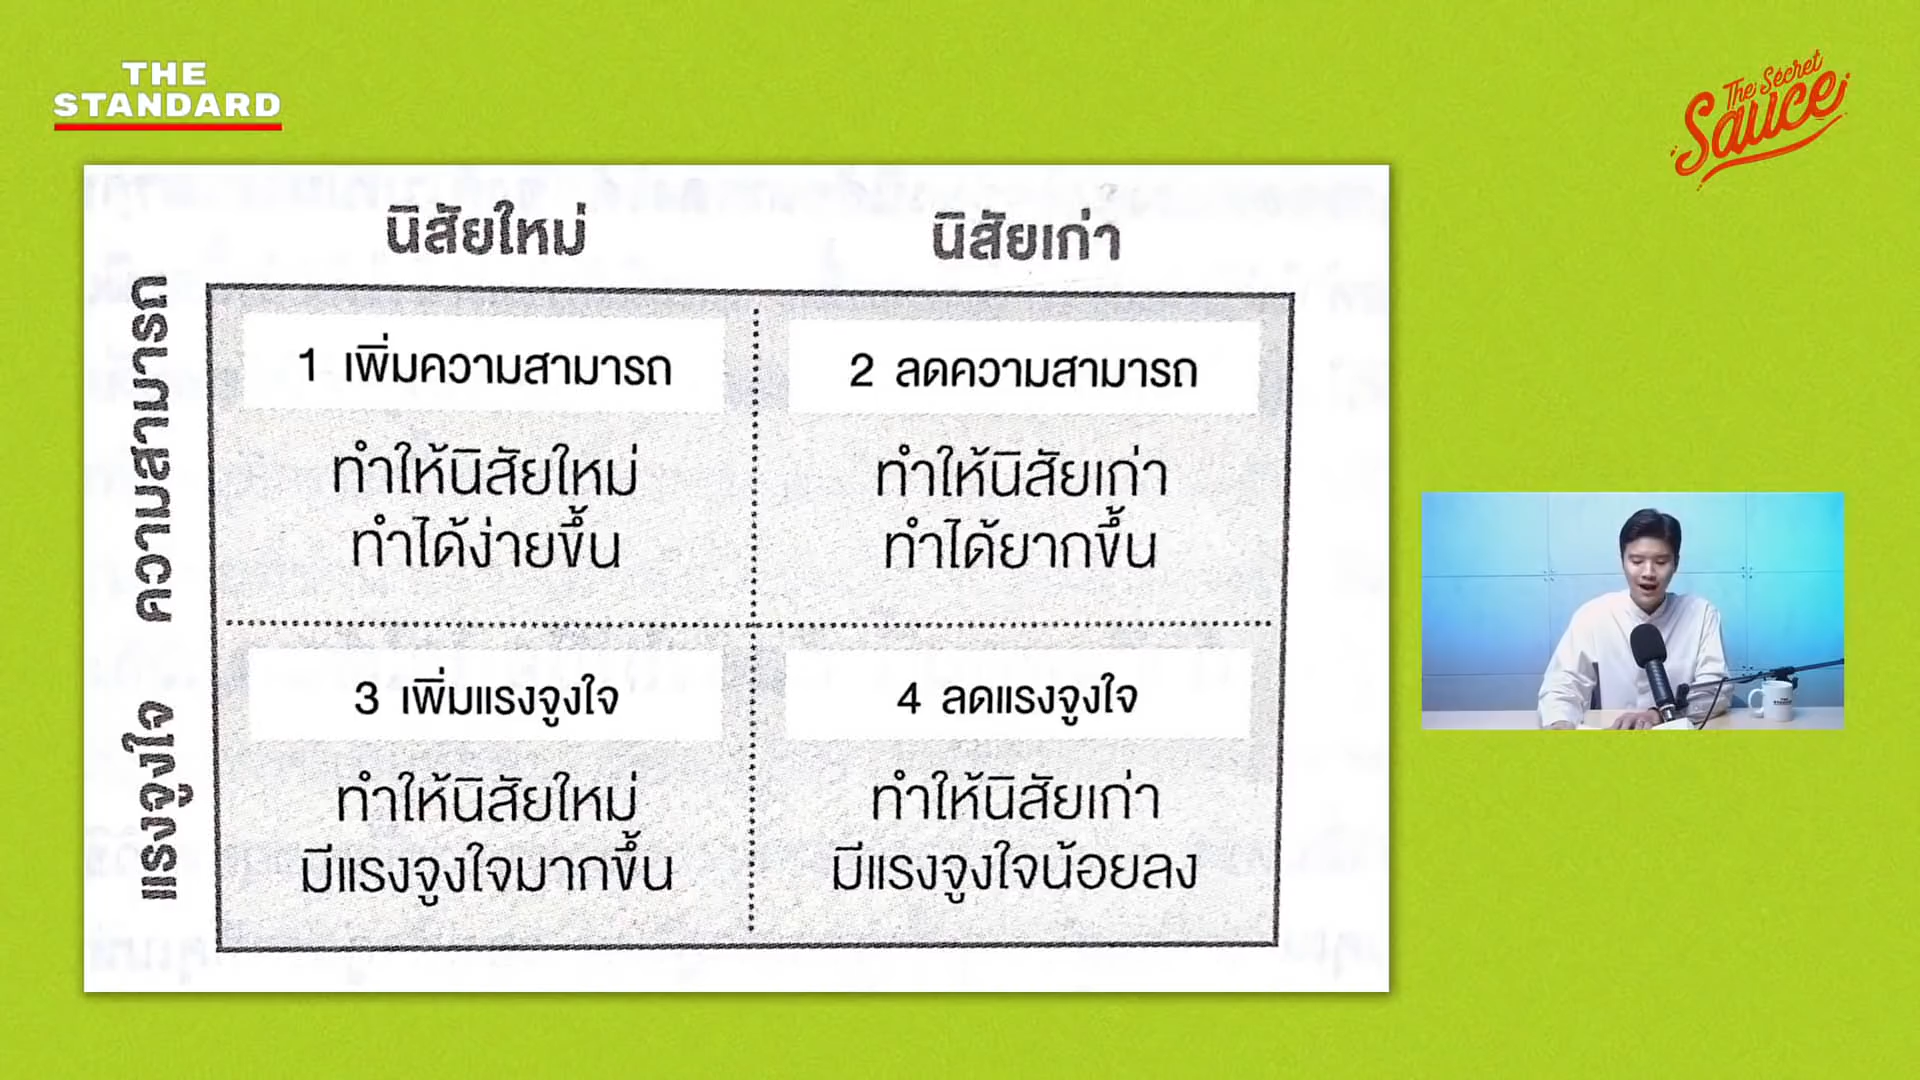 THE
STANDARD
The Secret
Sauce
นิสัยใหม่
นิสัยเก่า
ความสามารถ
1 เพิ่มความสามารถ
ทำให้นิสัยใหม่
ทำได้ง่ายขึ้น
2 ลดความสามารถ
ทำให้นิสัยเก่า
ทำได้ยากขึ้น
แรงจูงใจ
3 เพิ่มแรงจูงใจ
ทำให้นิสัยใหม่
มีแรงจูงใจมากขึ้น
4 ลดแรงจูงใจ
ทำให้นิสัยเก่า
มีแรงจูงใจน้อยลง